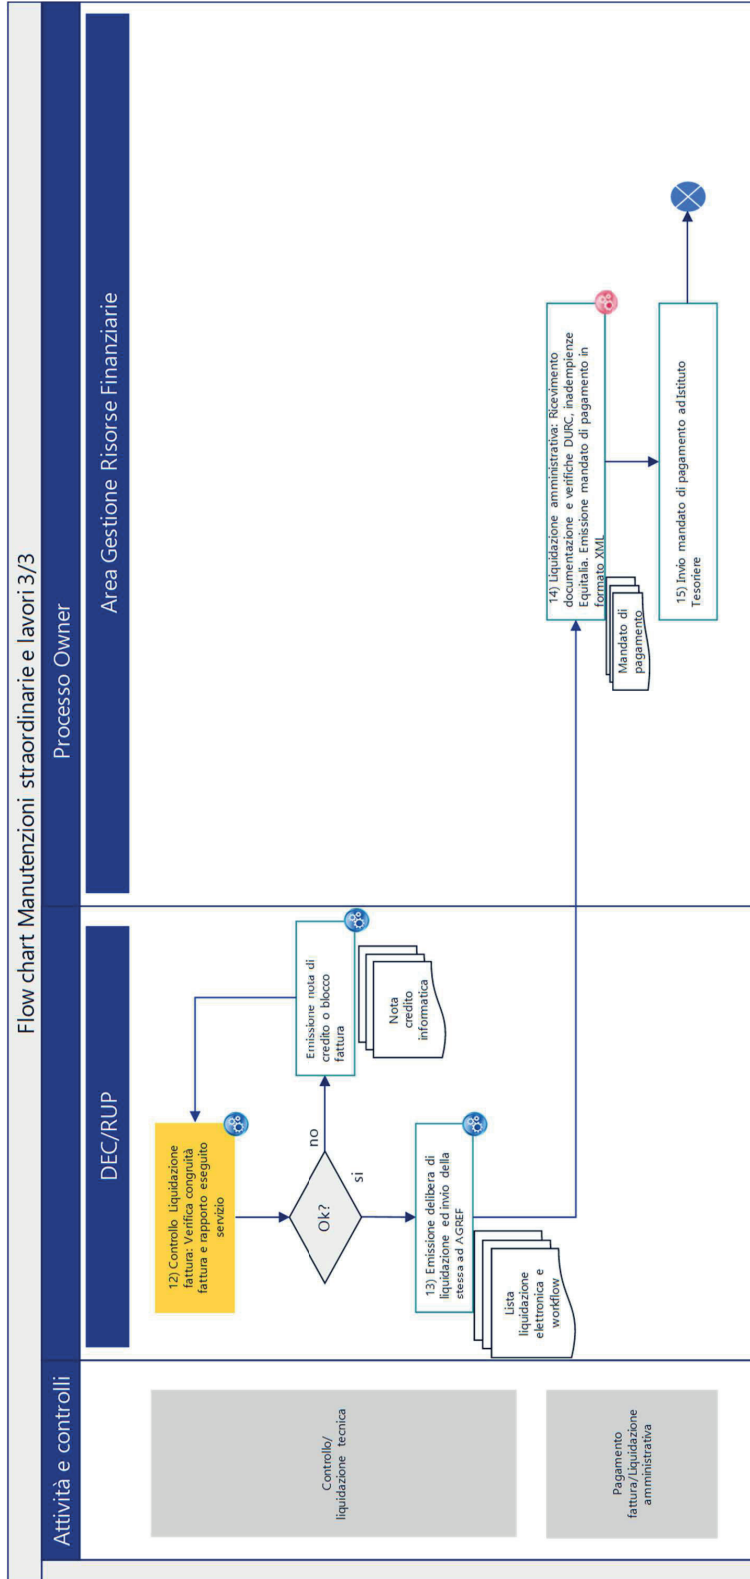 Flow chart Manutenzioni straordinarie e lavori 3/3
Attività e controlli
Processo Owner
DEC/RUP
Area Gestione Risorse Finanziarie
Controllo/
liquidazione tecnica
12) Controllo Liquidazione
fattura: Verifica congruità
fattura e rapporto eseguito
servizio
Ok?
no
si
Emissione nota di
credito o blocco
fattura
Nota
credito
informatica
13) Emissione delibera di
liquidazione ed invio della
stessa ad AGREF
Lista
liquidazione
elettronica e
workflow
Pagamento
fattura/Liquidazione
amministrativa
14) Liquidazione amministrativa: Ricevimento
documentazione e verifiche DURC, inadempienze
Equitalia. Emissione mandato di pagamento in
formato XML
Mandato di
pagamento
15) Invio mandato di pagamento ad Istituto
Tesoriere